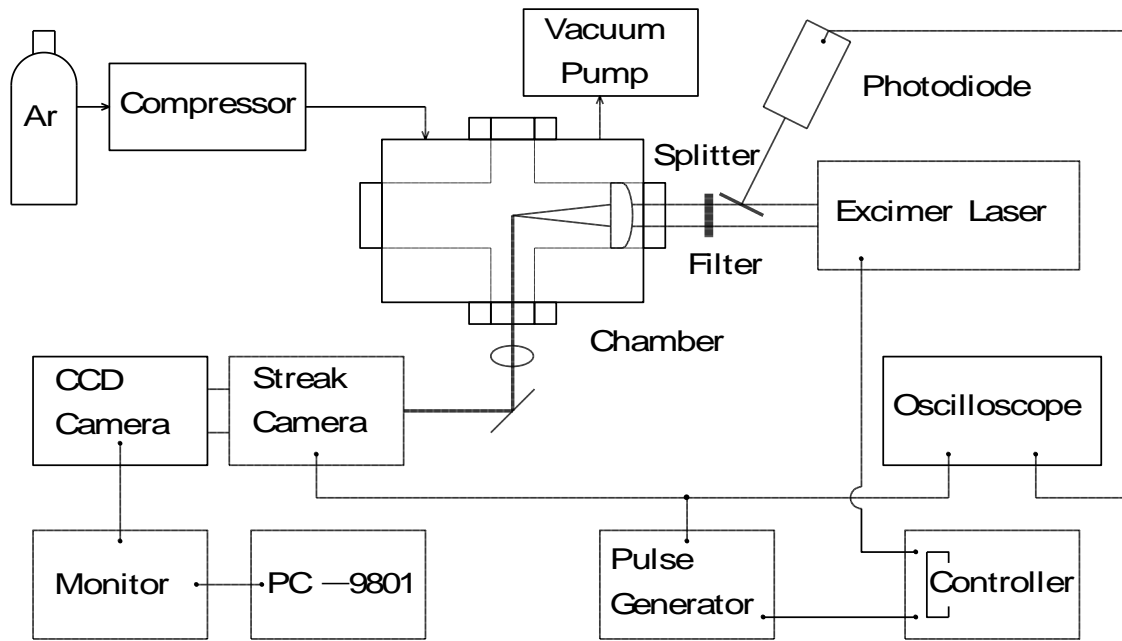 Vacuum
Pump
Ar
Compressor
Photodiode
Splitter
Excimer Laser
Filter
Chamber
CCD
Camera
Streak
Camera
Oscilloscope
Monitor
PC—9801
Pulse
Generator
Controller